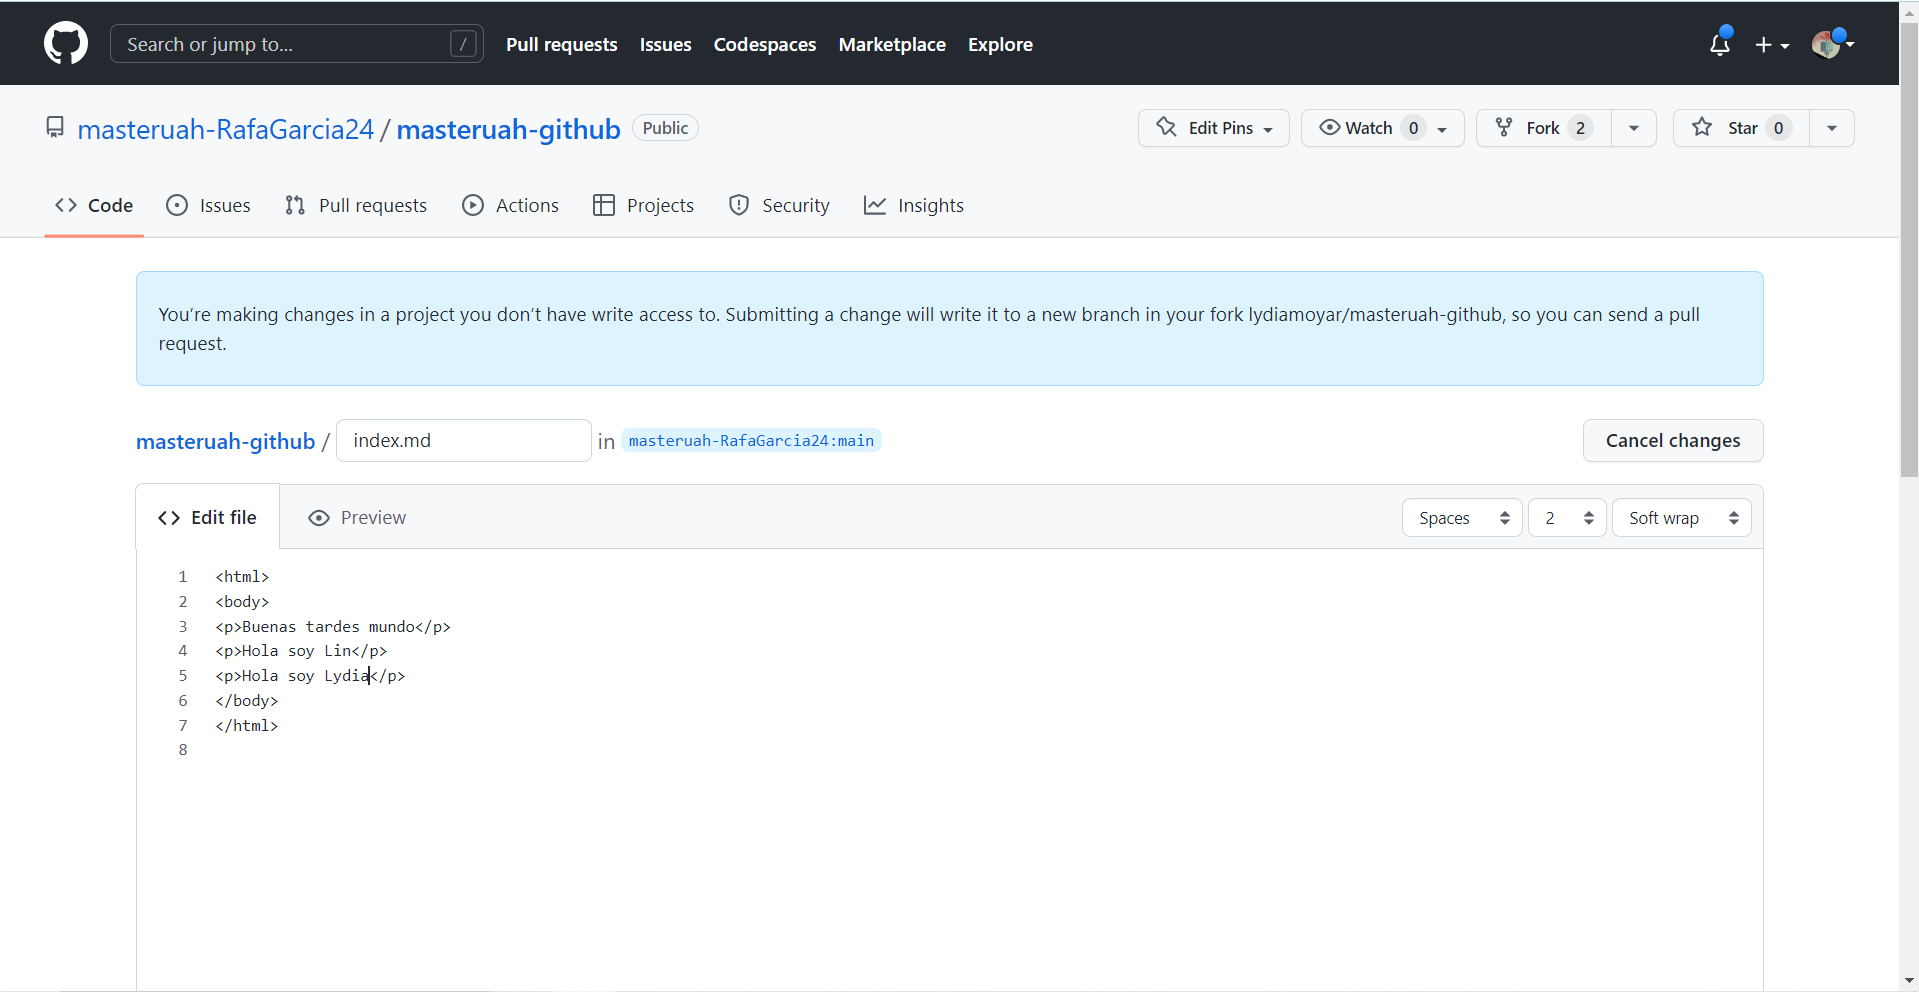 Search or jump to... /
Pull requests Issues Codespaces Marketplace Explore
masteruah-RafaGarcia24 / masteruah-github Public
Edit Pins Watch 0 Fork 2 Star 0
Code Issues Pull requests Actions Projects Security Insights
You’re making changes in a project you don’t have write access to. Submitting a change will write it to a new branch in your fork lydiamoyar/masteruah-github, so you can send a pull
request.
masteruah-github / index.md in masteruah-RafaGarcia24:main Cancel changes
Edit file Preview Spaces 2 Soft wrap
1 <html>
2 <body>
3 <p>Buenas tardes mundo</p>
4 <p>Hola soy Lin</p>
5 <p>Hola soy Lydia</p>
6 </body>
7 </html>
8